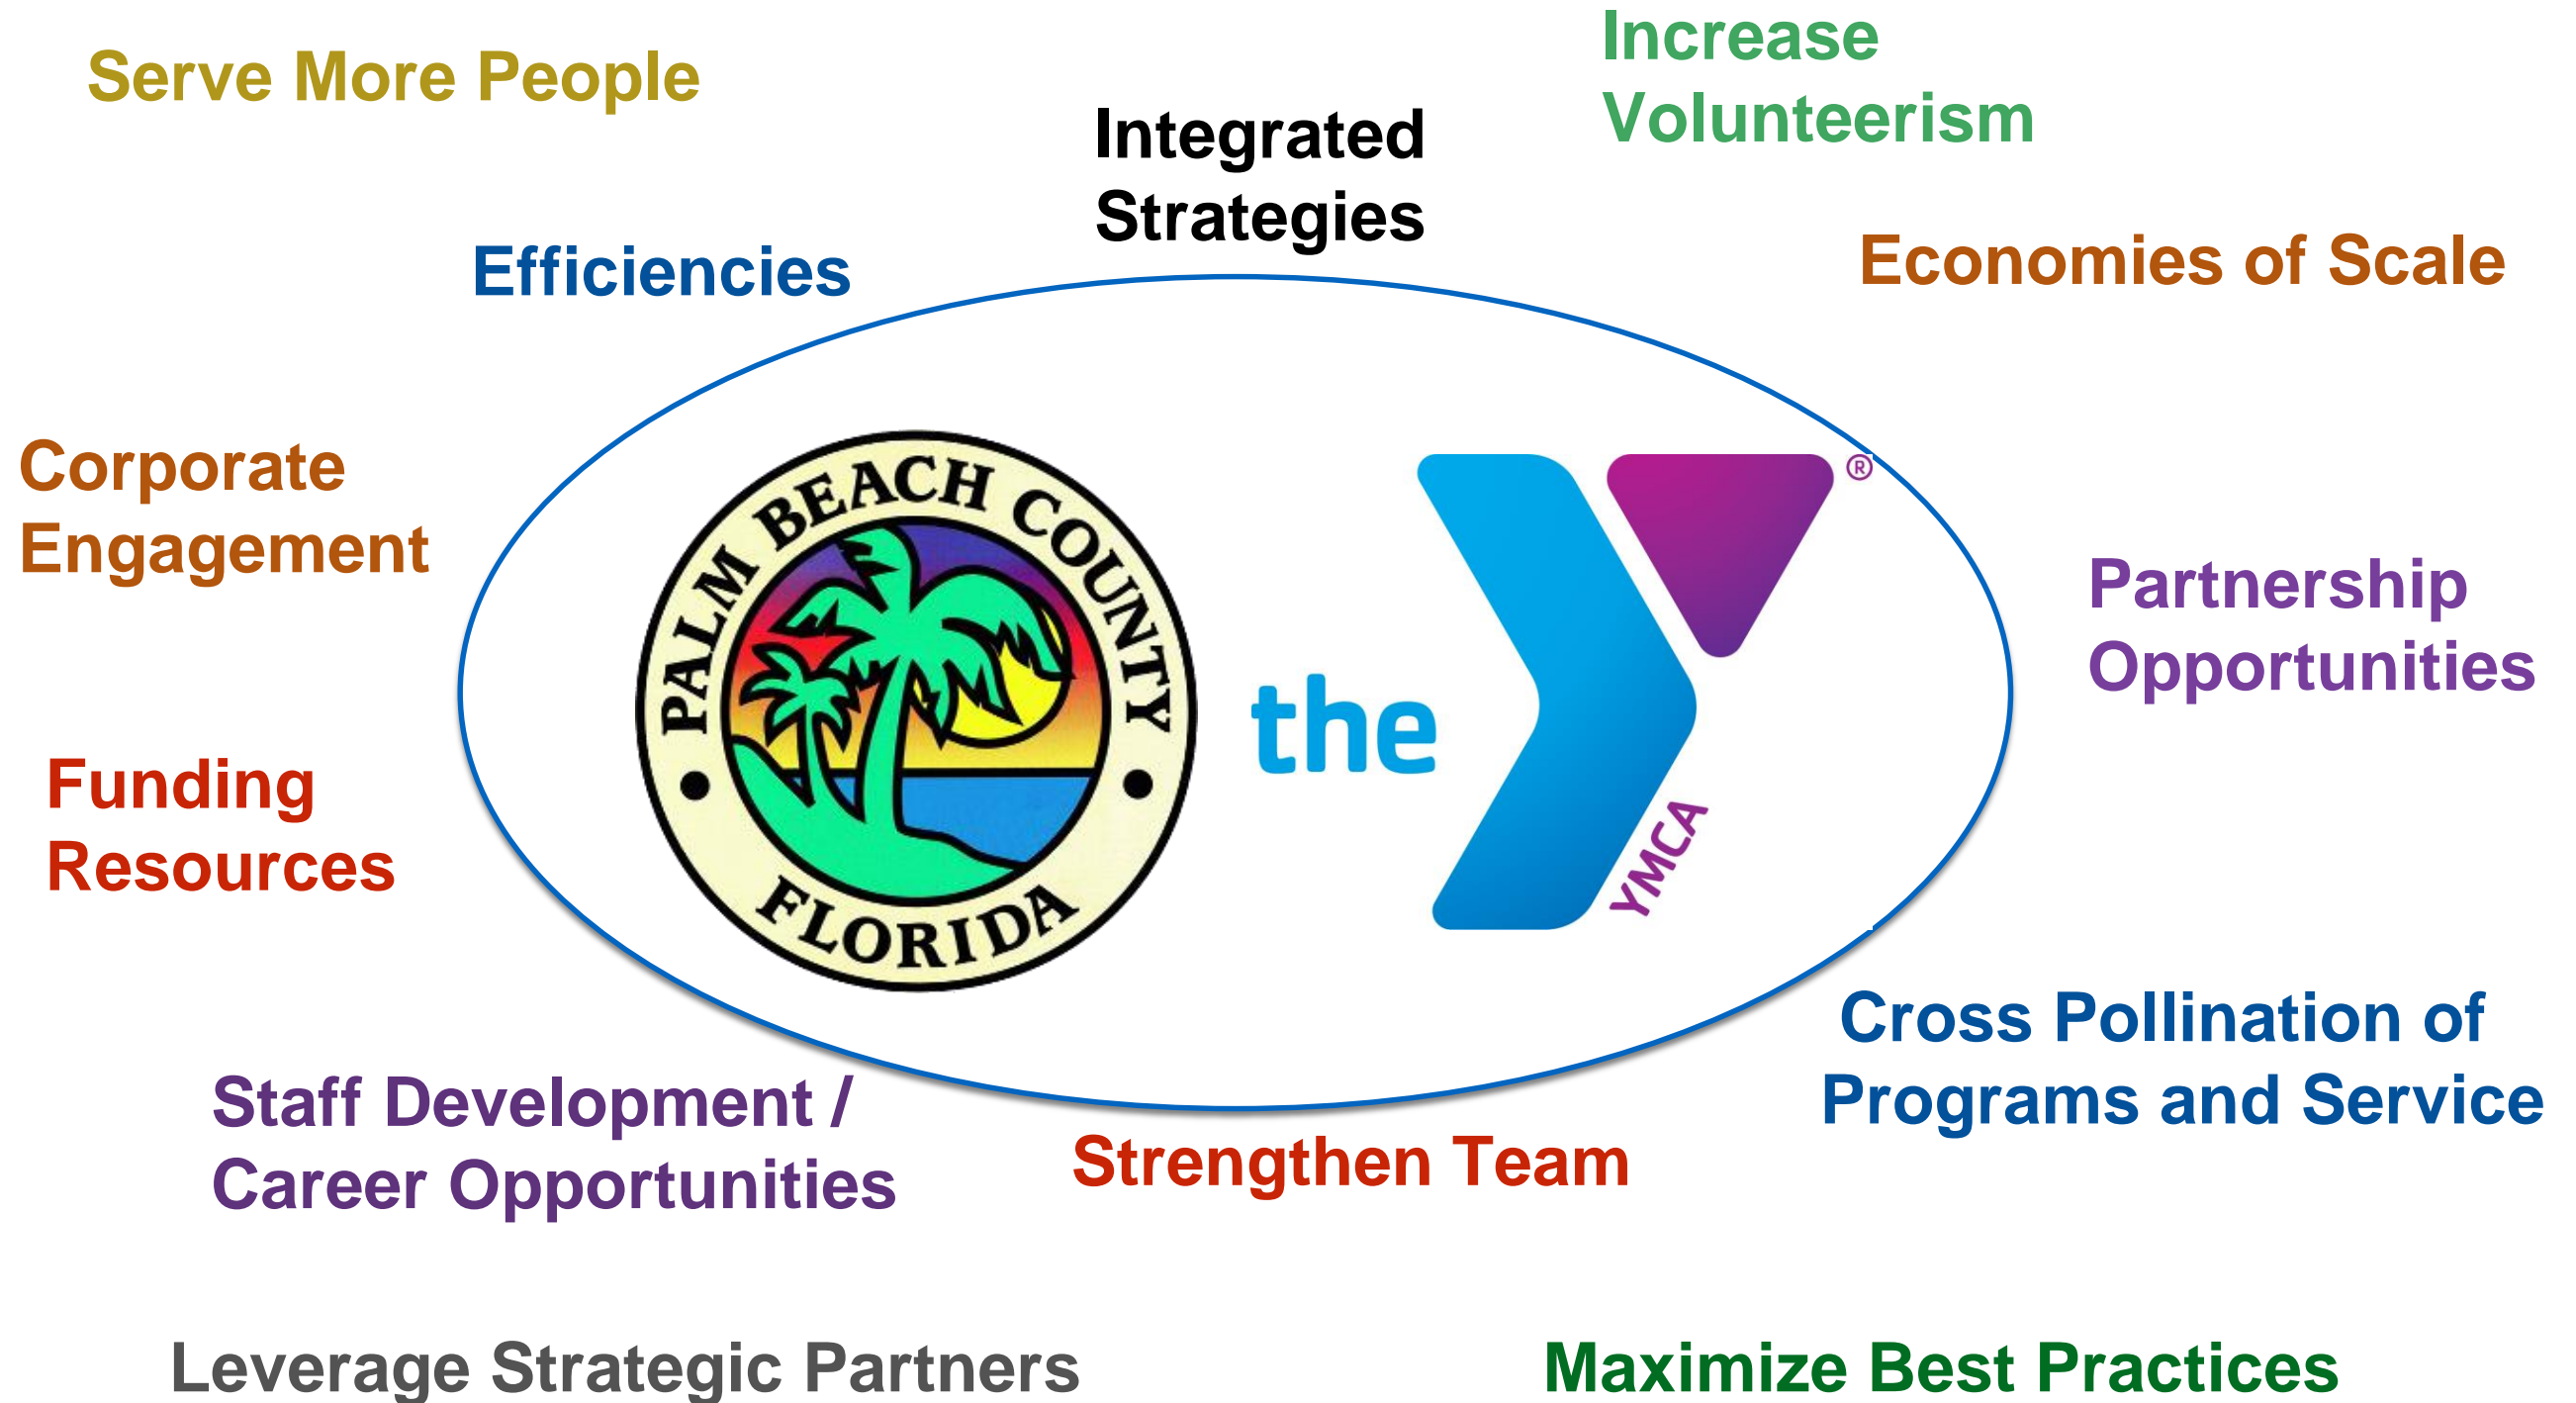 Serve More People
Increase
Volunteerism
Integrated
Strategies
Efficiencies
Economies of Scale
Corporate
Engagement
PALM BEACH COUNTY
FLORIDA
the
®
YMCA
Partnership
Opportunities
Funding
Resources
Cross Pollination of
Programs and Service
Staff Development /
Career Opportunities
Strengthen Team
Leverage Strategic Partners
Maximize Best Practices